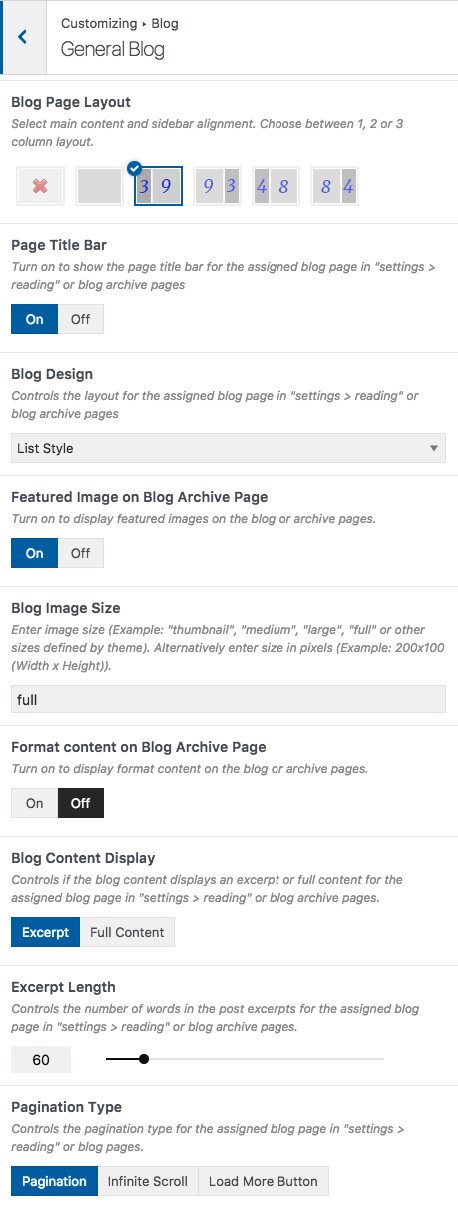 Customizing ▸ Blog
General Blog
Blog Page Layout
Select main content and sidebar alignment. Choose between 1, 2 or 3
column layout.
3 9 9 3 4 8 8 4
Page Title Bar
Turn on to show the page title bar for the assigned blog page in "settings >
reading" or blog archive pages
On Off
Blog Design
Controls the layout for the assigned blog page in "settings > reading" or
blog archive pages
List Style
Featured Image on Blog Archive Page
Turn on to display featured images on the blog or archive pages.
On Off
Blog Image Size
Enter image size (Example: "thumbnail", "medium", "large", "full" or other
sizes defined by theme). Alternatively enter size in pixels (Example: 200x100
(Width x Height)).
full
Format content on Blog Archive Page
Turn on to display format content on the blog or archive pages.
On Off
Blog Content Display
Controls if the blog content displays an excerpt or full content for the
assigned blog page in "settings > reading" or blog archive pages.
Excerpt Full Content
Excerpt Length
Controls the number of words in the post excerpts for the assigned blog
page in "settings > reading" or blog archive pages.
60
Pagination Type
Controls the pagination type for the assigned blog page in "settings >
reading" or blog pages.
Pagination Infinite Scroll Load More Button